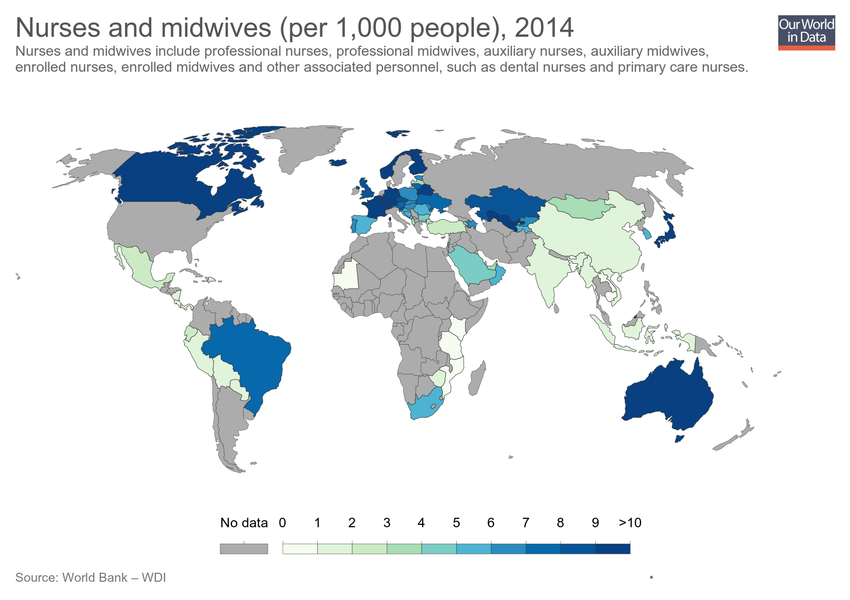 Nurses and midwives (per 1,000 people), 2014
Our World
in Data
Nurses and midwives include professional nurses, professional midwives, auxiliary nurses, auxiliary midwives,
enrolled nurses, enrolled midwives and other associated personnel, such as dental nurses and primary care nurses.
No data 0 1 2 3 4 5 6 7 8 9 >10
Source: World Bank – WDI